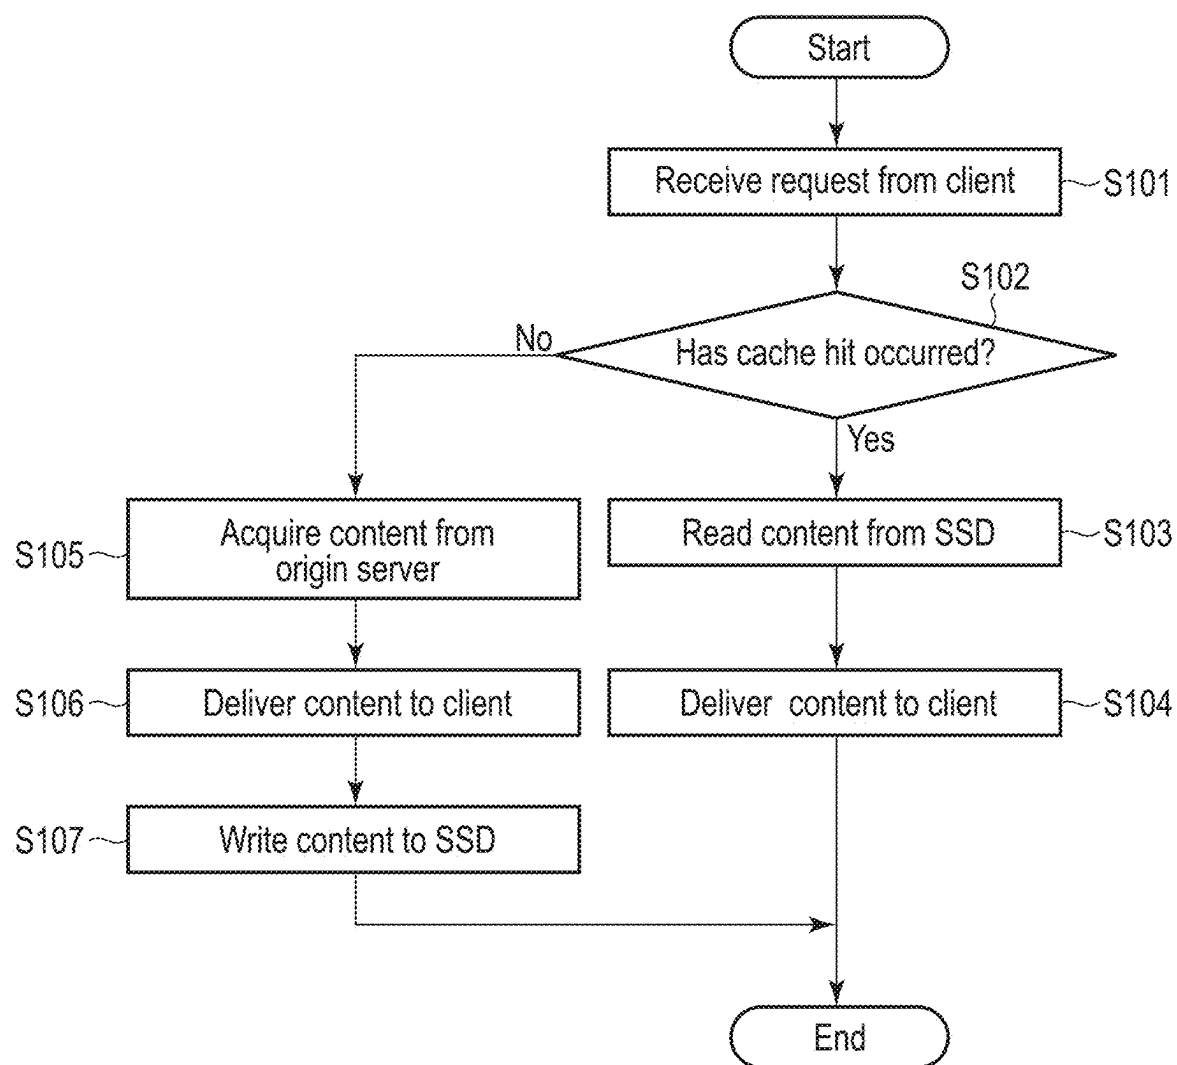 Start
Receive request from client
S101
S102
Has cache hit occurred?
No
Yes
S105
Acquire content from
origin server
Read content from SSD
S103
S106
Deliver content to client
Deliver content to client
S104
S107
Write content to SSD
End